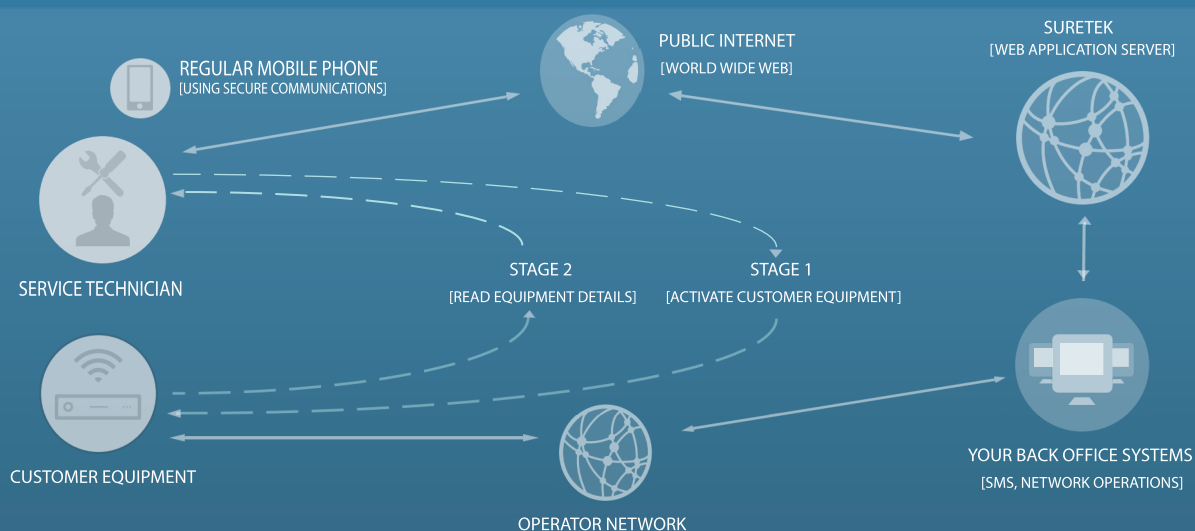 SURETEK
[WEB APPLICATION SERVER]
PUBLIC INTERNET
[WORLD WIDE WEB]
REGULAR MOBILE PHONE
[USING SECURE COMMUNICATIONS]
SERVICE TECHNICIAN
STAGE 2
[READ EQUIPMENT DETAILS]
STAGE 1
[ACTIVATE CUSTOMER EQUIPMENT]
CUSTOMER EQUIPMENT
YOUR BACK OFFICE SYSTEMS
[SMS, NETWORK OPERATIONS]
OPERATOR NETWORK